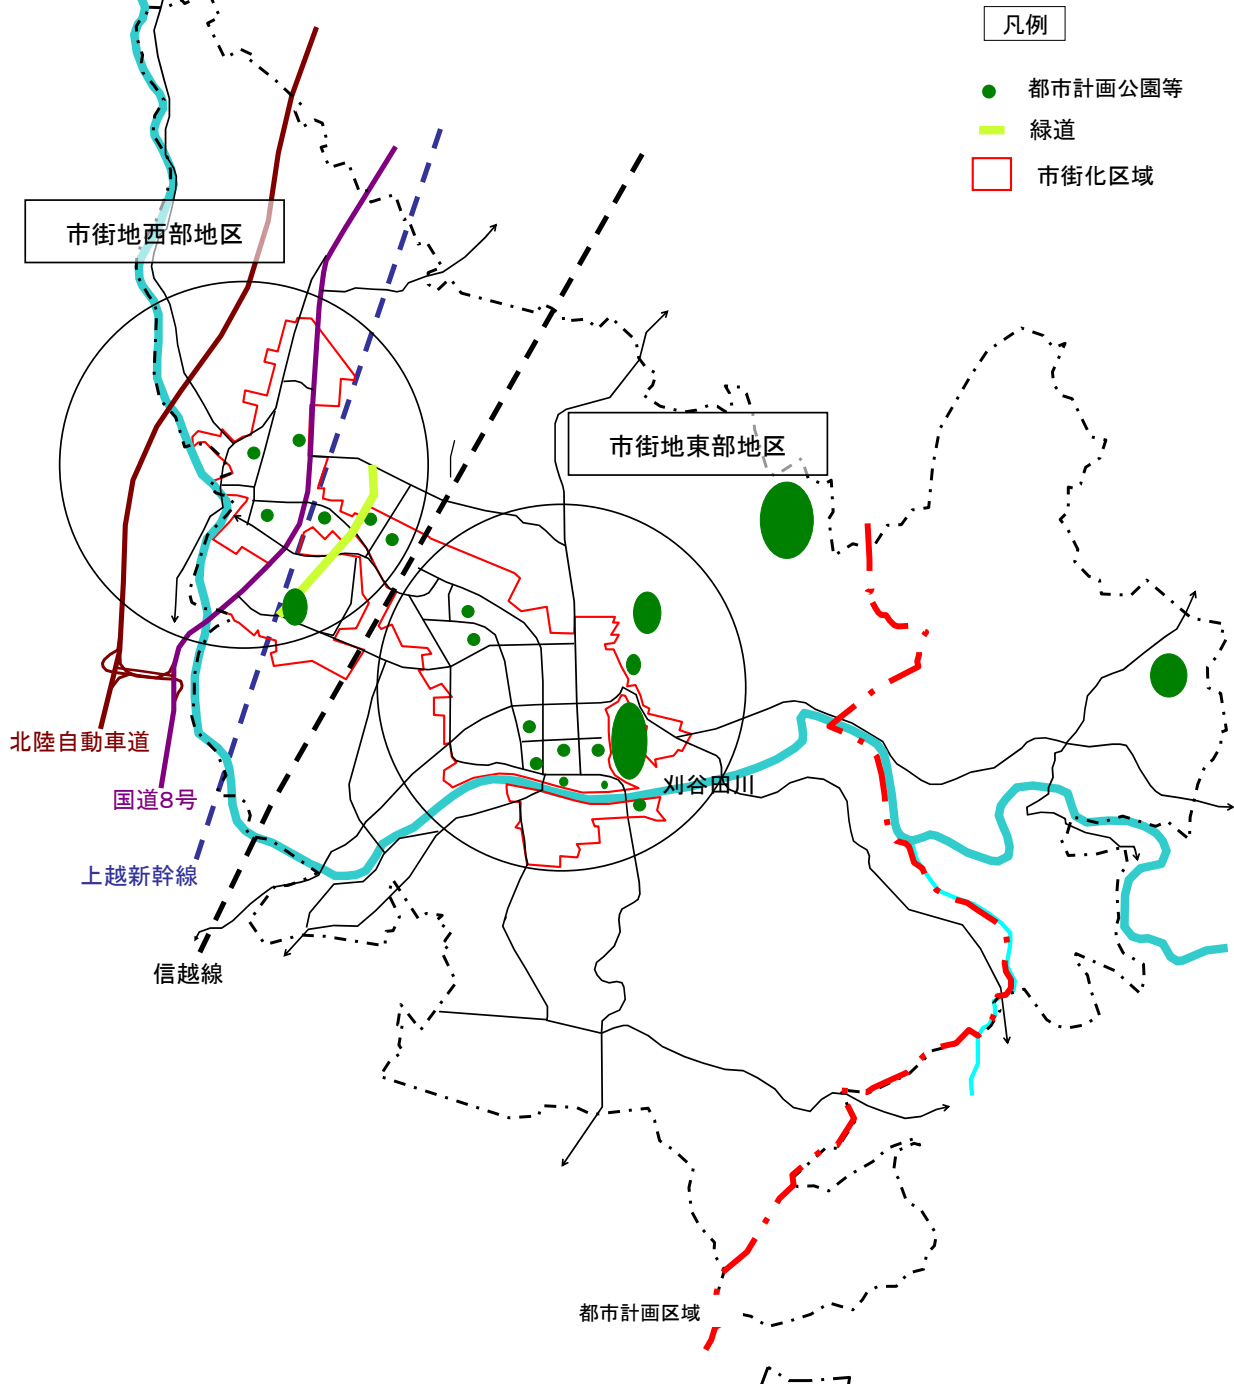 凡例
都市計画公園等
緑道
市街化区域
市街地西部地区
市街地東部地区
北陸自動車道
国道8号
刈谷田川
上越新幹線
信越線
都市計画区域